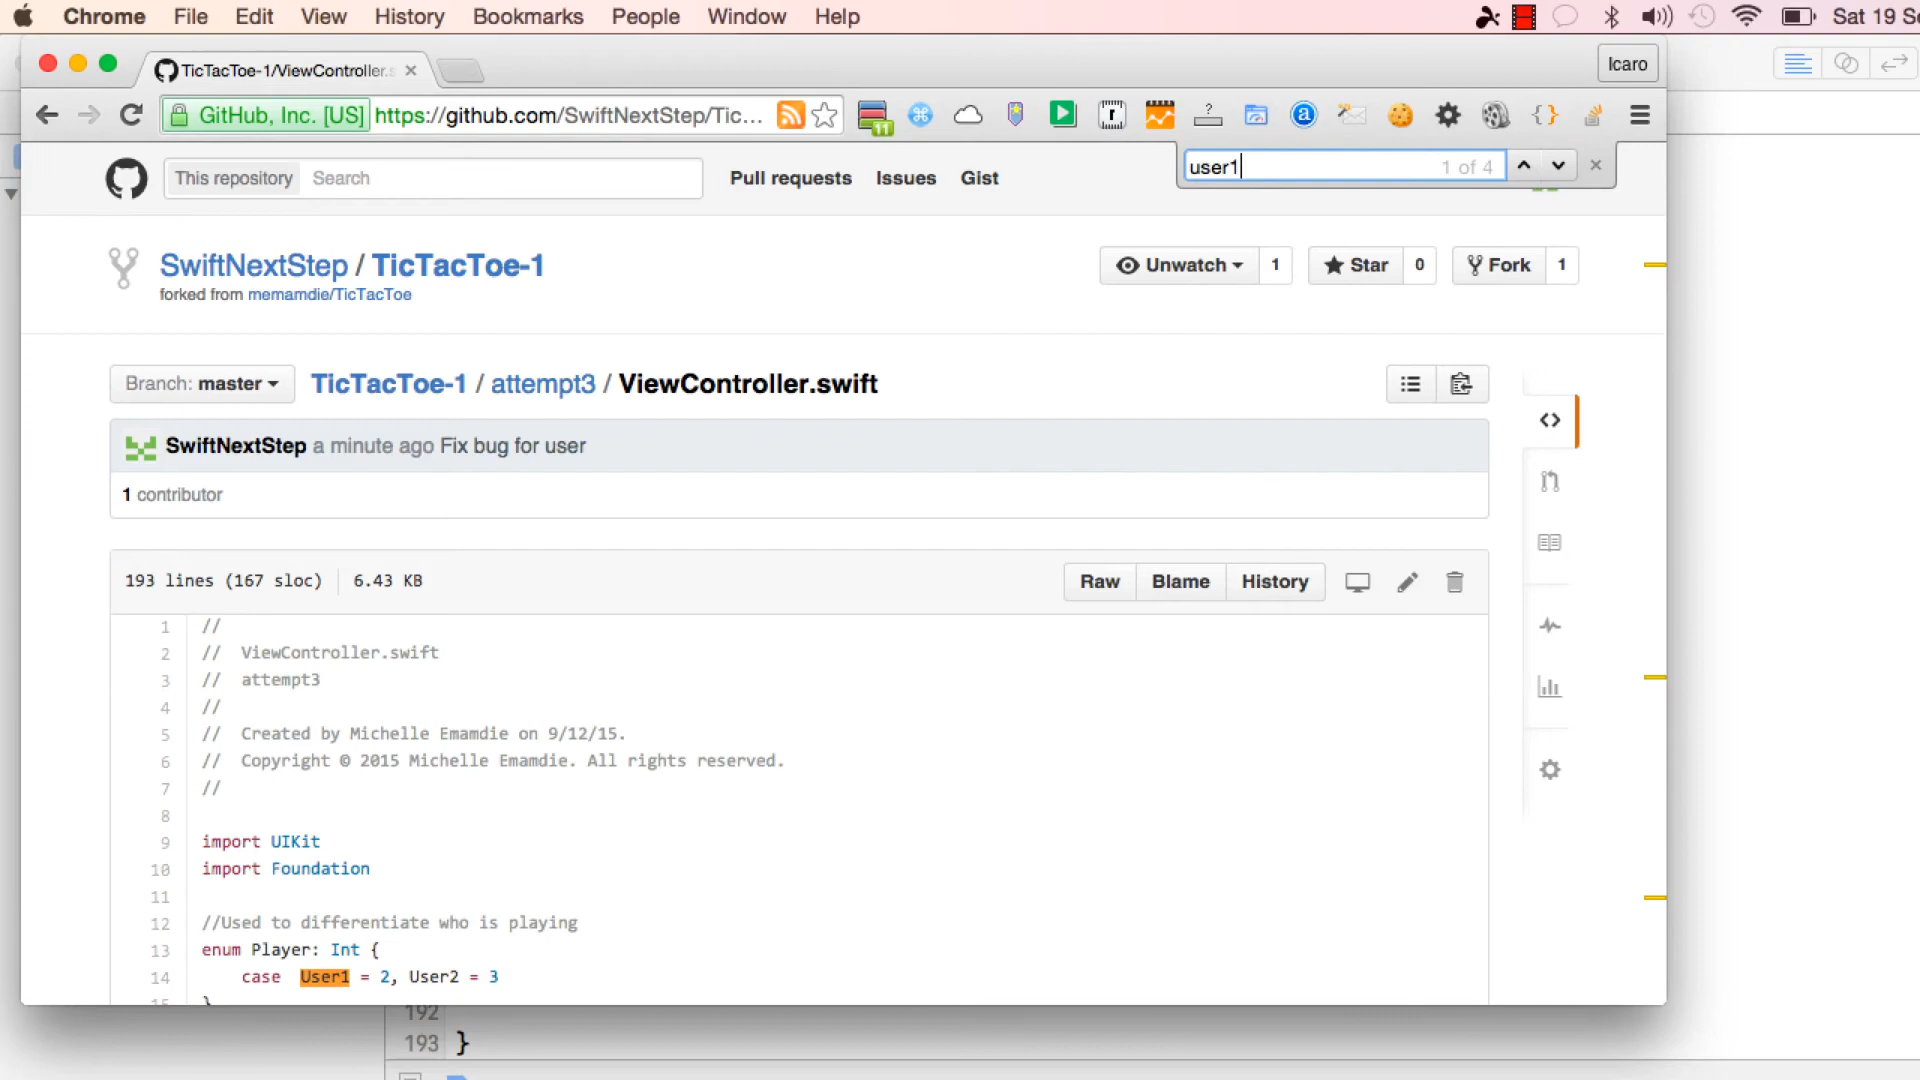 Chrome File Edit View History Bookmarks People Window Help Sat 19 Se
TicTacToe-1/ViewController.s Icaro
GitHub, Inc. [US] https://github.com/SwiftNextStep/Tic...
11
user1 1 of 4
This repository Search Pull requests Issues Gist
SwiftNextStep / TicTacToe-1 Unwatch 1 Star 0 Fork 1
forked from memamdie/TicTacToe
Branch: master TicTacToe-1 / attempt3 / ViewController.swift
SwiftNextStep a minute ago Fix bug for user
1 contributor
193 lines (167 sloc) 6.43 KB Raw Blame History
1 //
2 // ViewController.swift
3 // attempt3
4 //
5 // Created by Michelle Emamdie on 9/12/15.
6 // Copyright © 2015 Michelle Emamdie. All rights reserved.
7 //
8
9 import UIKit
10 import Foundation
11
12 //Used to differentiate who is playing
13 enum Player: Int {
14 case User1 = 2, User2 = 3
15 }
192
193 }